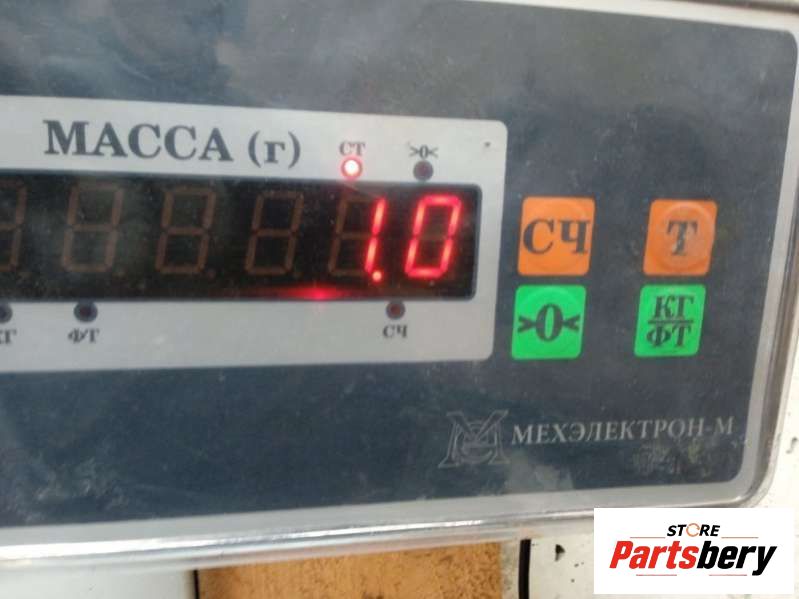 МАССА (г)
СТ >0<
1.0
СЧ Т
>0< КГ
ФТ
ФТ СЧ
МЕХЭЛЕКТРОН-М
STORE
Partsbery